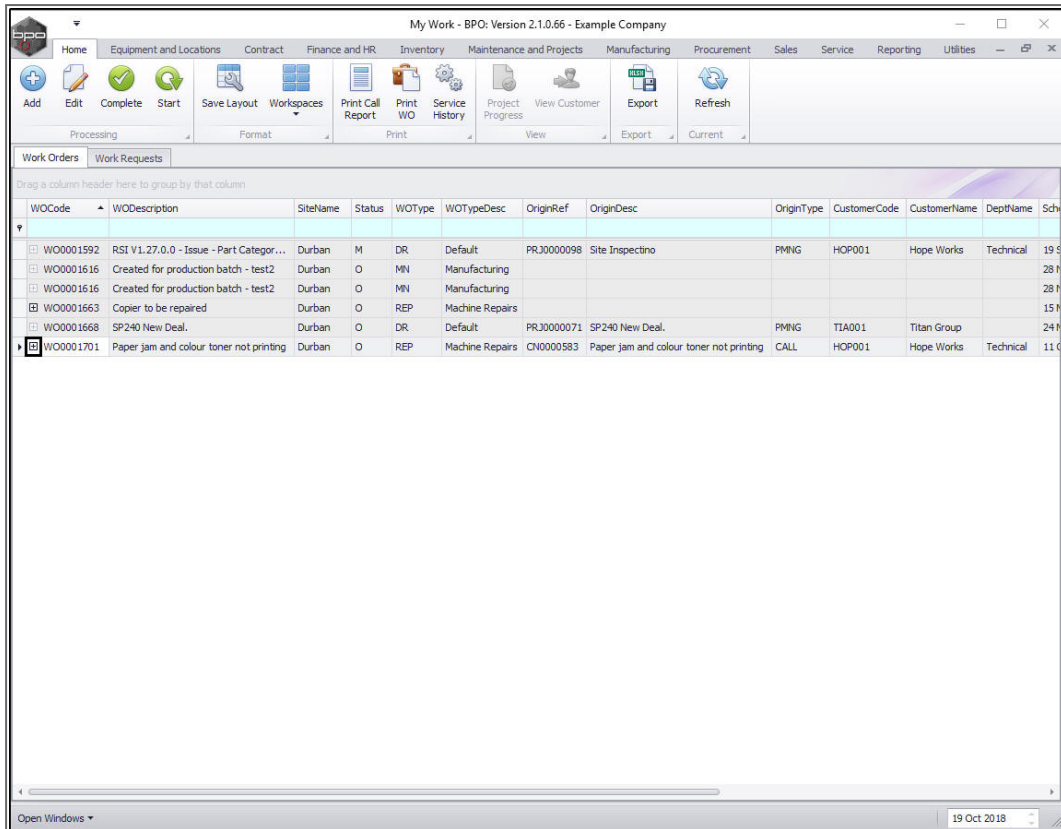 bpo
My Work - BPO: Version 2.1.0.66 - Example Company
Home Equipment and Locations Contract Finance and HR Inventory Maintenance and Projects Manufacturing Procurement Sales Service Reporting Utilities
Add Edit Complete Start Save Layout Workspaces Print Call Report Print WO Service History Project Progress View Customer Export Refresh
Processing Format Print View Export Current
Work Orders Work Requests
Drag a column header here to group by that column
WOCode WODescription SiteName Status WOType WOTypeDesc OriginRef OriginDesc OriginType CustomerCode CustomerName DeptName
WO0001592 RSI V1.27.0.0 - Issue - Part Categor... Durban M DR Default PRJ0000098 Site Inspectino PMNG HOP001 Hope Works Technical 19
WO0001616 Created for production batch - test2 Durban O MN Manufacturing 28
WO0001616 Created for production batch - test2 Durban O MN Manufacturing 28
WO0001663 Copier to be repaired Durban O REP Machine Repairs 15
WO0001668 SP240 New Deal. Durban O DR Default PRJ0000071 SP240 New Deal. PMNG TIA001 Titan Group 24
WO0001701 Paper jam and colour toner not printing Durban O REP Machine Repairs CN0000583 Paper jam and colour toner not printing CALL HOP001 Hope Works Technical 11
Open Windows 19 Oct 2018